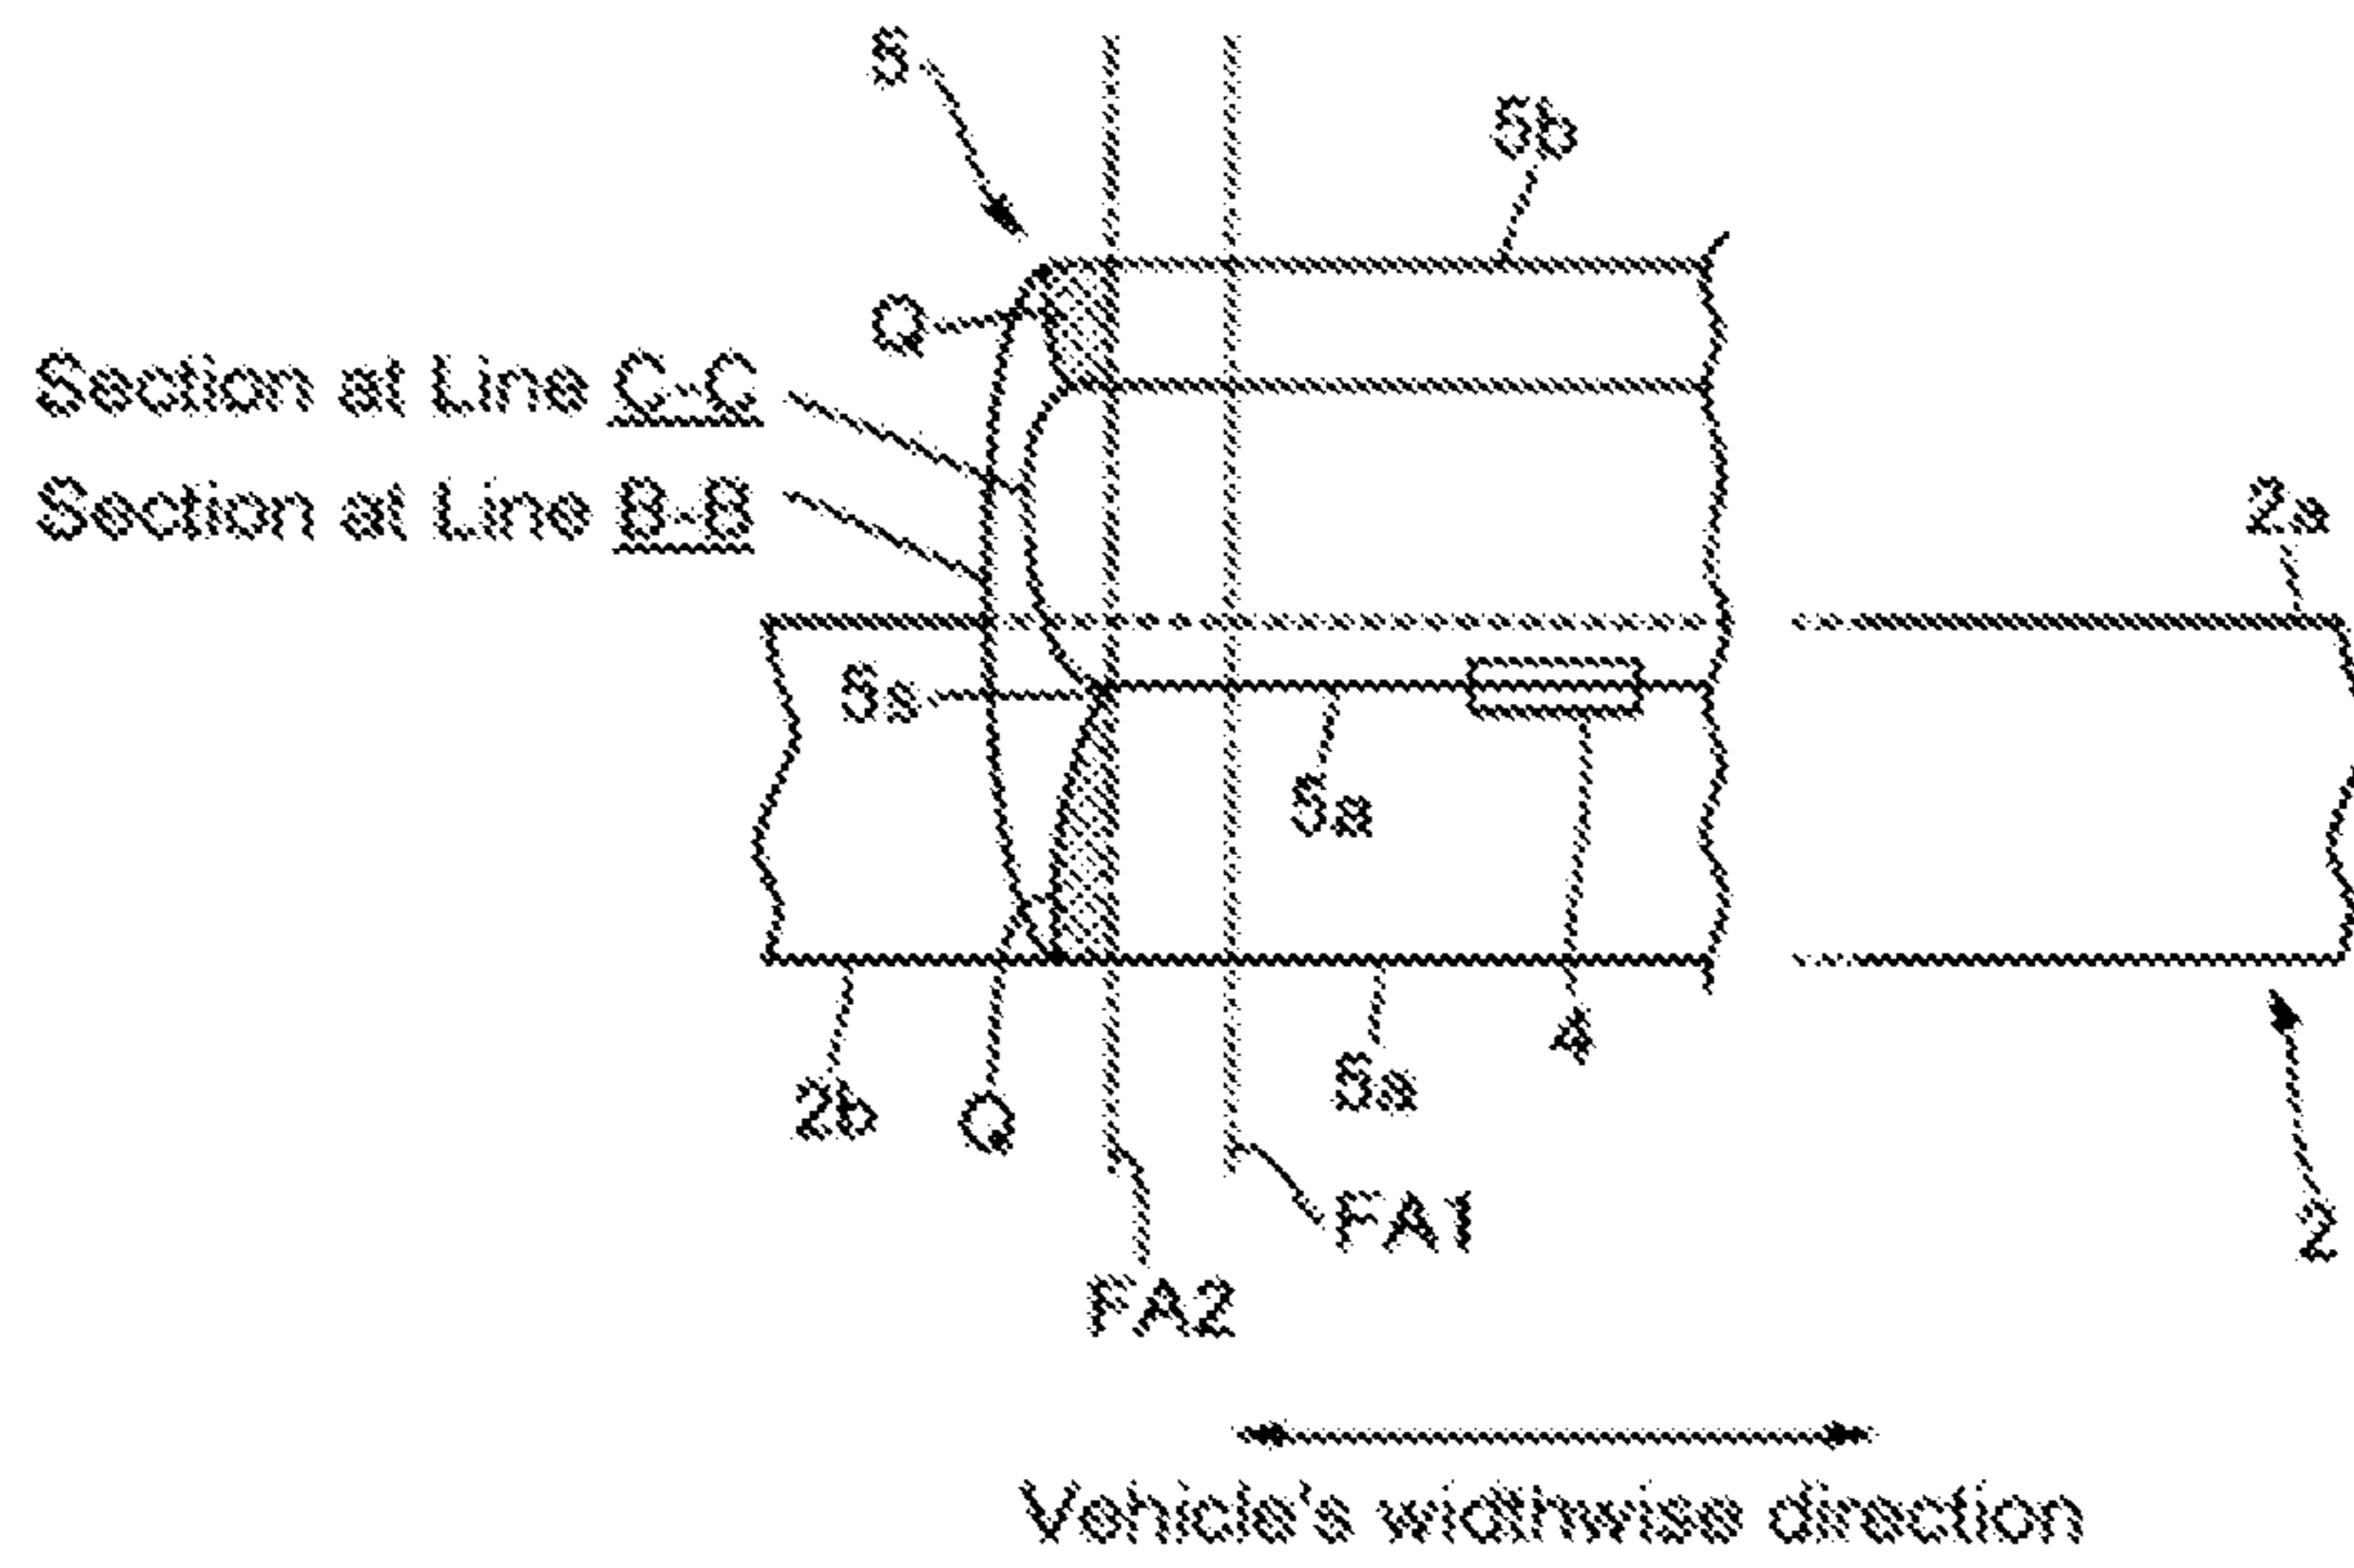 5
5b
Q
Section at Line C-C
Section at Line B-B
2a
5s
5a
4
5a
2b
Q
FA1
2
FA2
Vehicle's widthwise direction